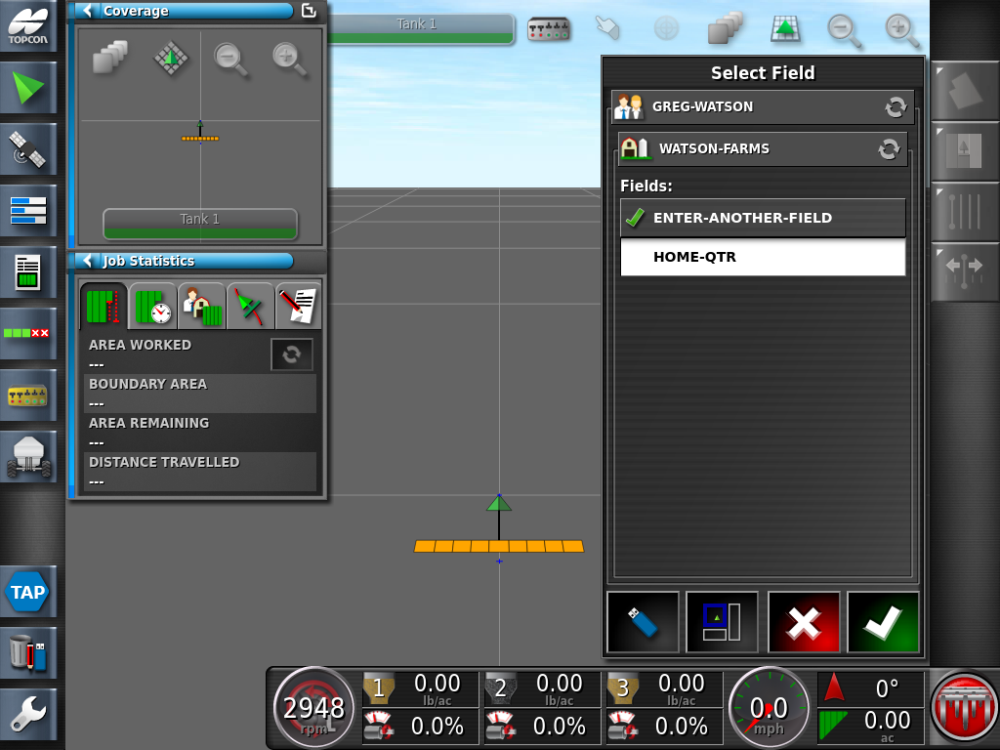 TOPCON
Coverage
Tank 1
Tank 1
Job Statistics
AREA WORKED
---
BOUNDARY AREA
---
AREA REMAINING
---
DISTANCE TRAVELLED
---
Select Field
GREG-WATSON
WATSON-FARMS
Fields:
ENTER-ANOTHER-FIELD
HOME-QTR
TAP
2948
rpm
1 0.00
lb/ac
0.0%
2 0.00
lb/ac
0.0%
3 0.00
lb/ac
0.0%
0.0
mph
0°
0.00
ac